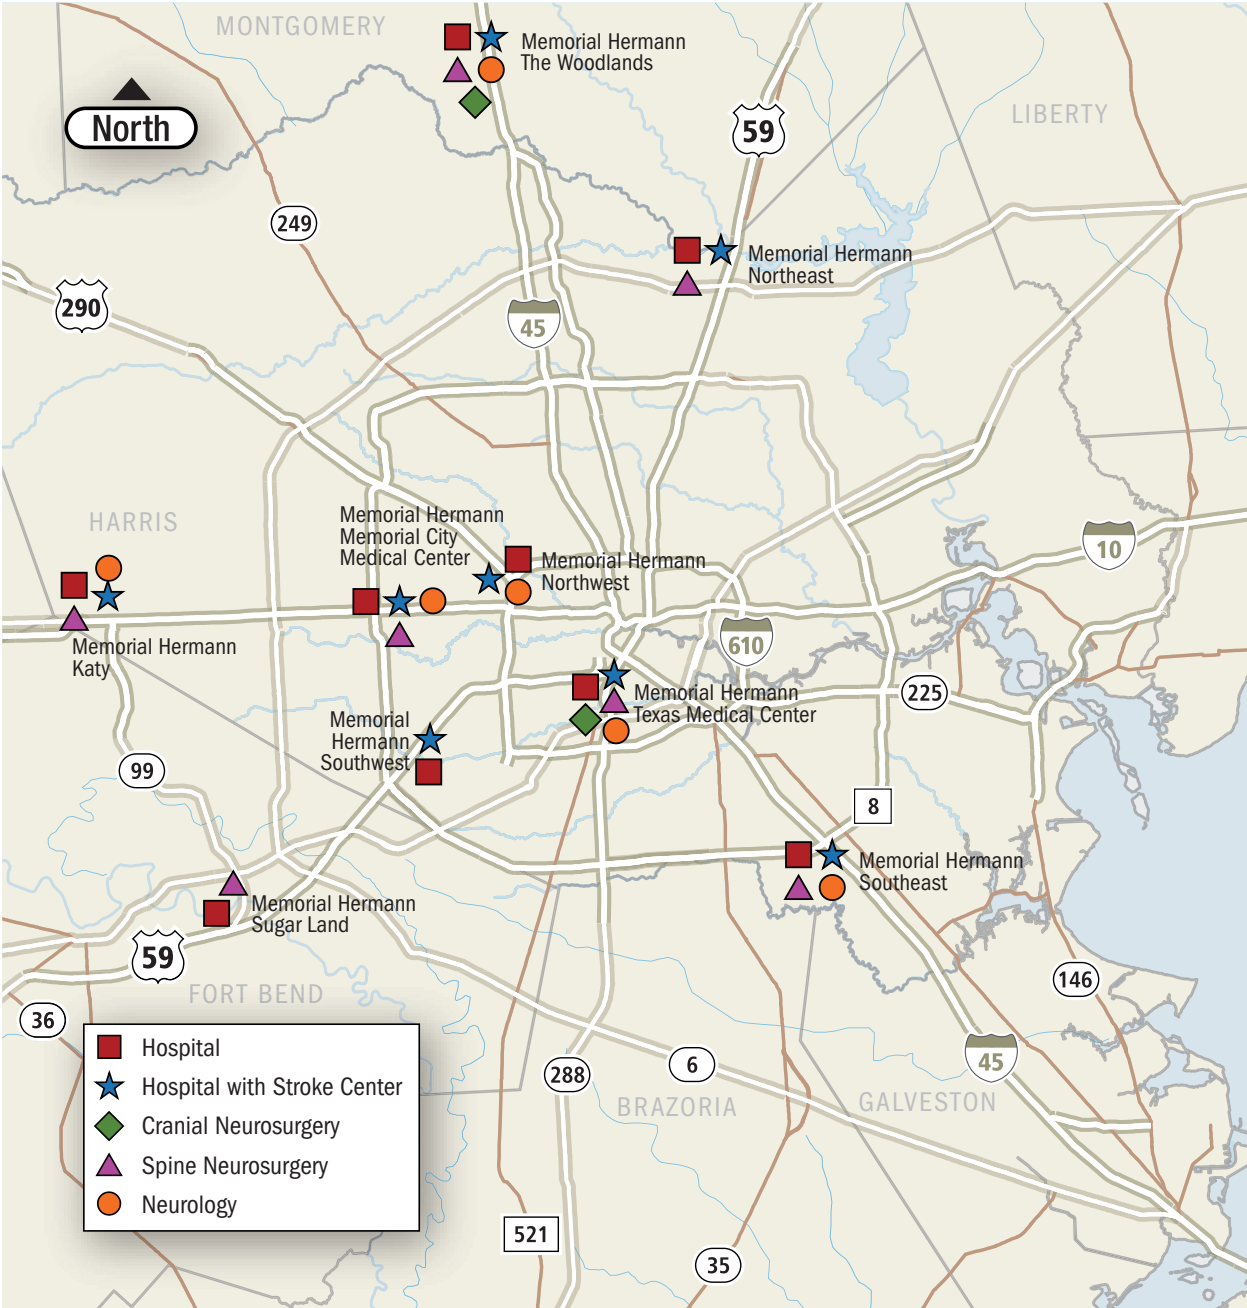 MONTGOMERY
Memorial Hermann
The Woodlands
LIBERTY
North
59
249
Memorial Hermann
Northeast
290
45
Memorial Hermann
Memorial City
Medical Center
HARRIS
10
Memorial Hermann
Northwest
610
Memorial Hermann
Katy
Memorial Hermann
Texas Medical Center
225
Memorial
Hermann
Southwest
99
8
Memorial Hermann
Southeast
Memorial Hermann
Sugar Land
59
146
FORT BEND
36
45
6
288
BRAZORIA
GALVESTON
Hospital
Hospital with Stroke Center
Cranial Neurosurgery
Spine Neurosurgery
Neurology
521
35